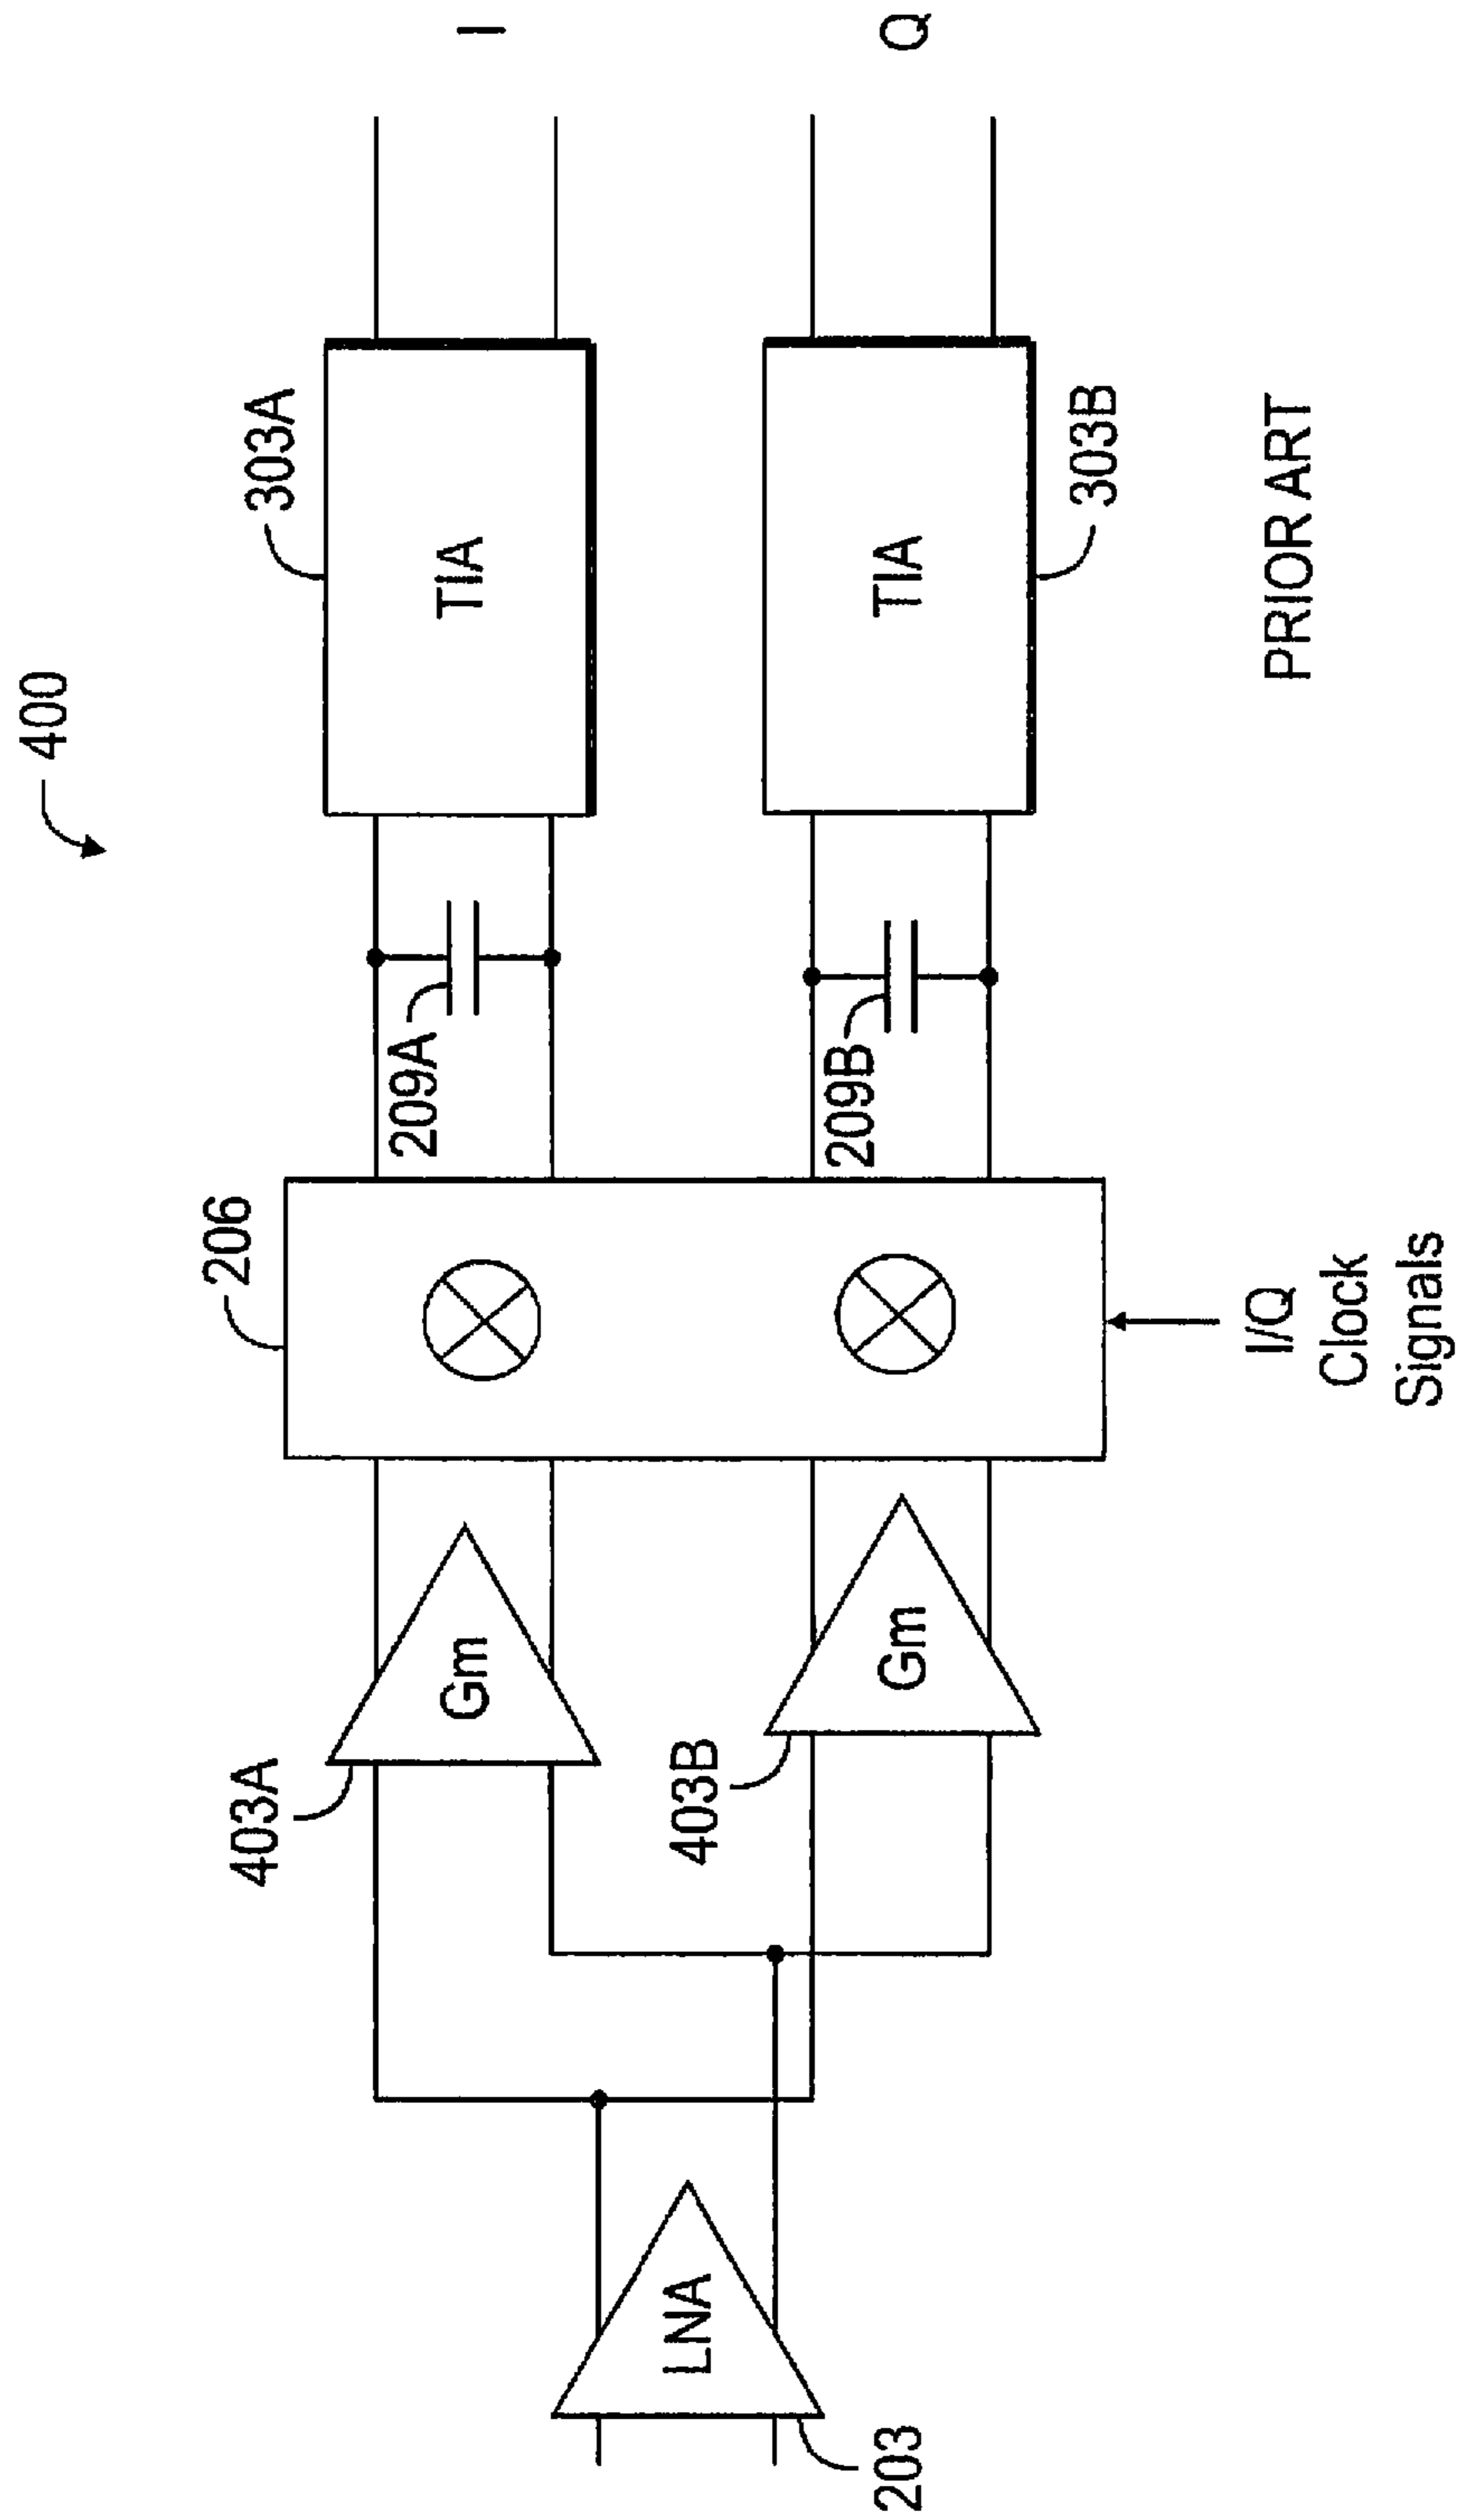 400
203
LNA
403A
Gm
403B
Gm
206
I/Q
Clock
Signals
209A
209B
303A
TIA
TIA
303B
I
Q
PRIOR ART